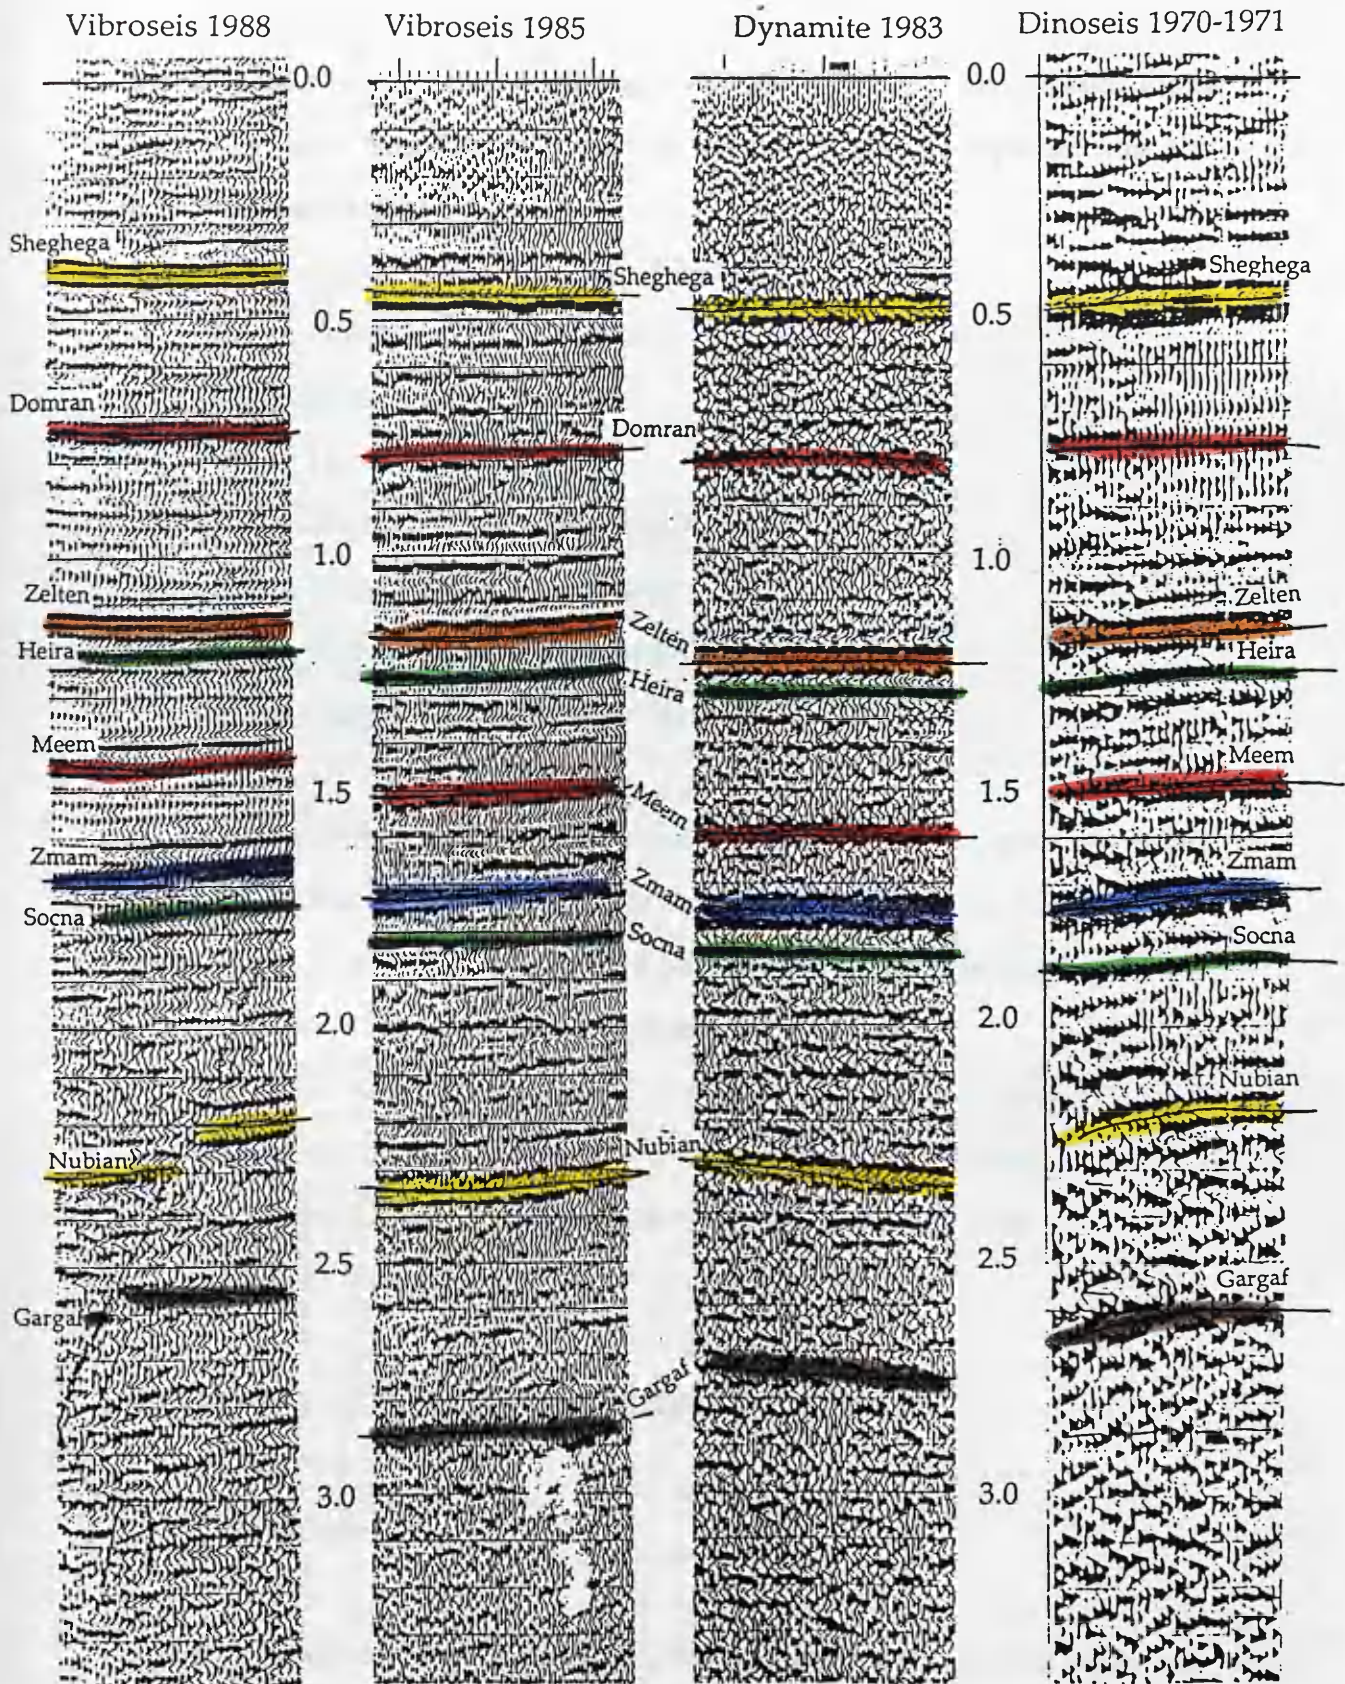 Vibroseis 1988
Vibroseis 1985
Dynamite 1983
Dinoseis 1970-1971
0.0
0.0
Sheghega
Sheghega
Sheghega
0.5
0.5
Domran
Domran
1.0
1.0
Zelten
Zelten
Zelten
Heira
Heira
Heira
Meem
Meem
Meem
1.5
1.5
Zmam
Zmam
Zmam
Socna
Socna
Socna
2.0
2.0
Nubian
Nubian
Nubian
2.5
2.5
Gargaf
Gargaf
Gargaf
3.0
3.0